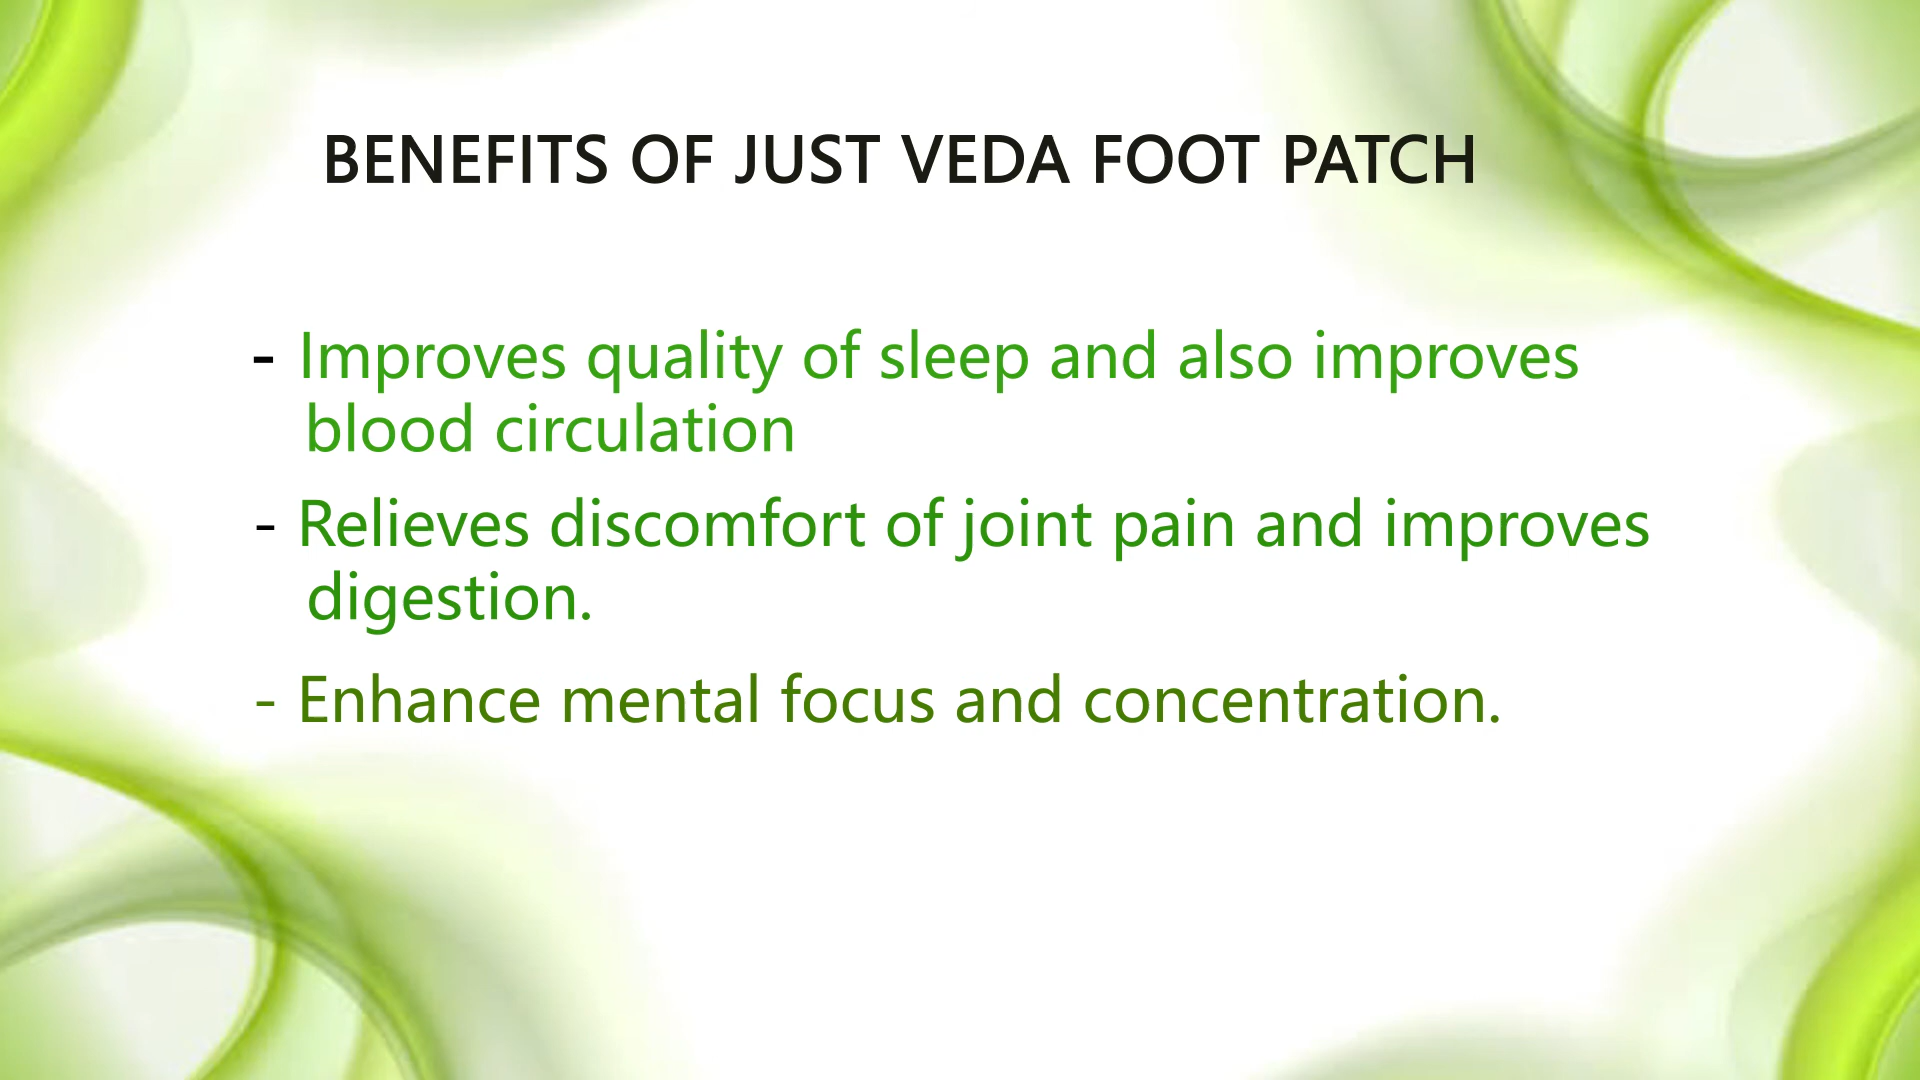 BENEFITS OF JUST VEDA FOOT PATCH
- Improves quality of sleep and also improves
blood circulation
- Relieves discomfort of joint pain and improves
digestion.
- Enhance mental focus and concentration.